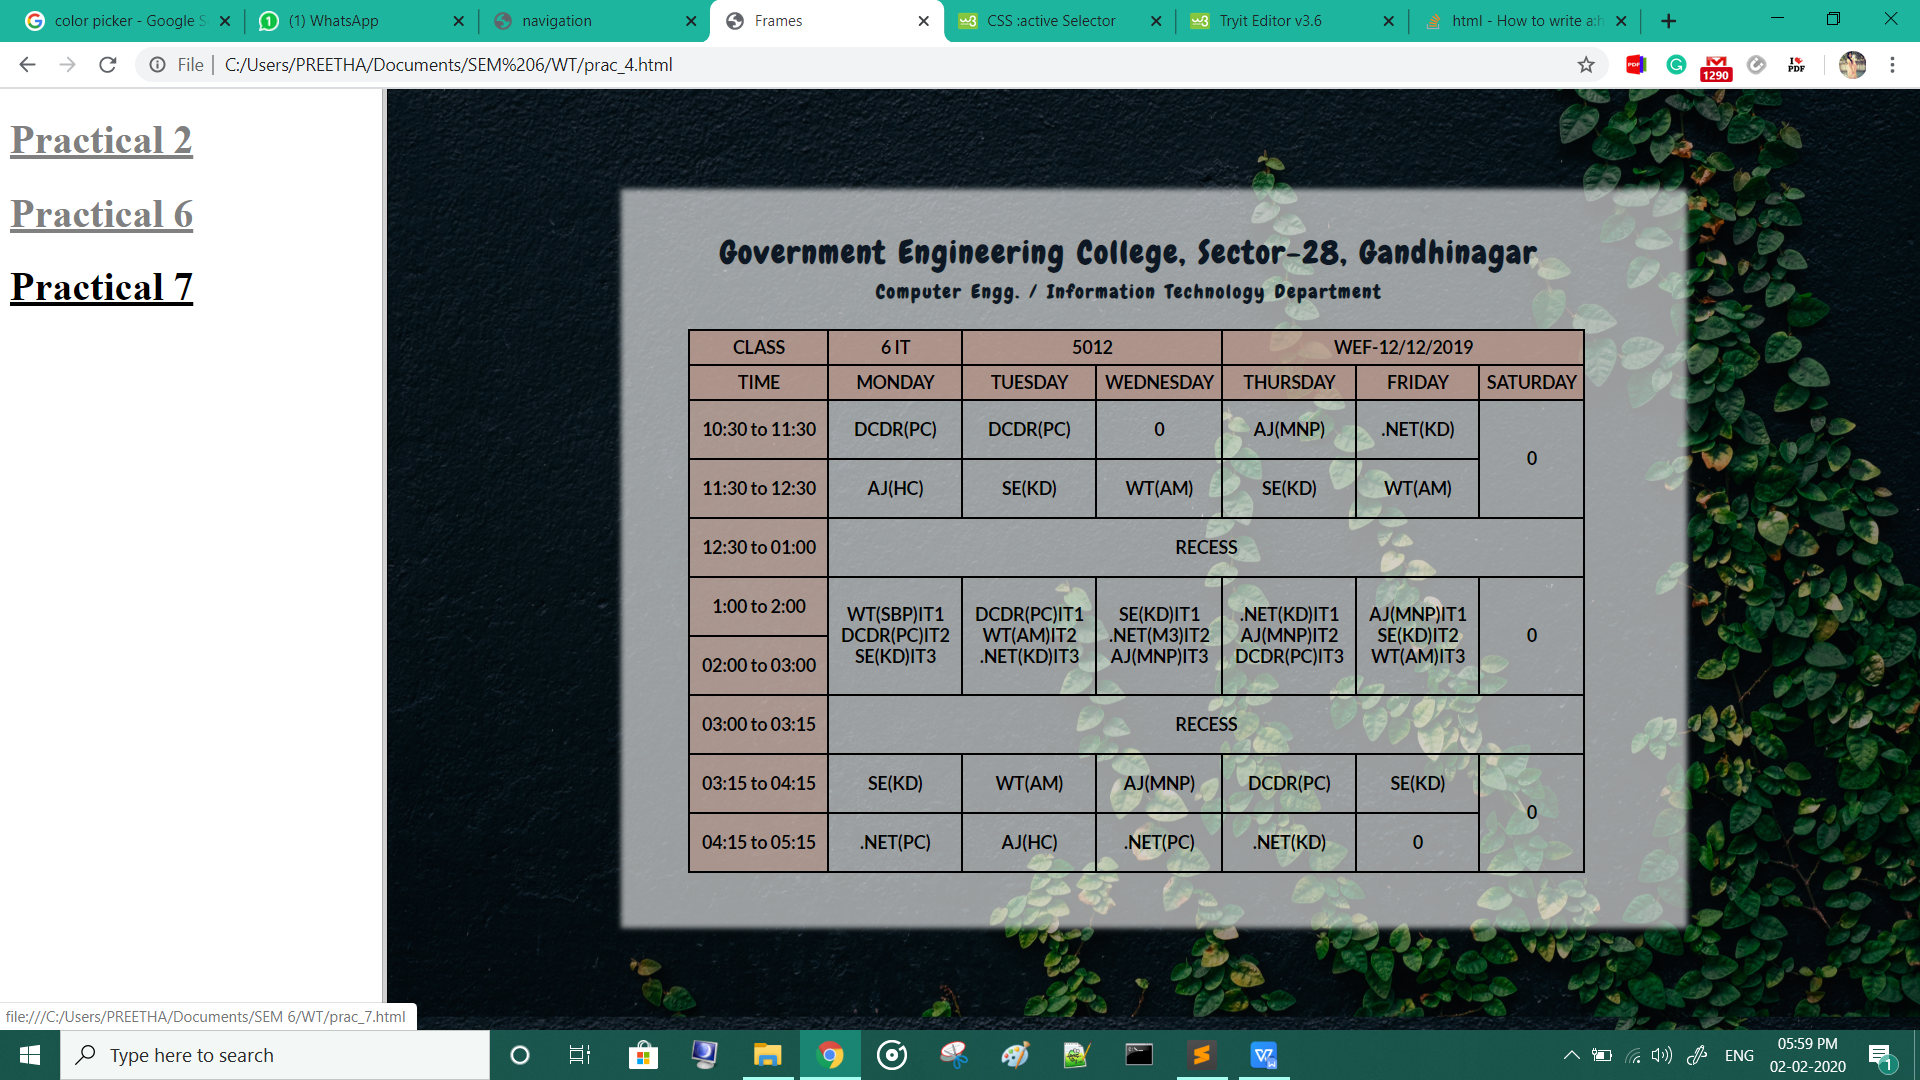 color picker - Google S
(1) WhatsApp
navigation
Frames
CSS :active Selector
Tryit Editor v3.6
html - How to write a:h
File
C:/Users/PREETHA/Documents/SEM%206/WT/prac_4.html
PDF
1290
I PDF
Practical 2
Practical 6
Practical 7
Government Engineering College, Sector-28, Gandhinagar
Computer Engg. / Information Technology Department
CLASS 6 IT 5012 WEF-12/12/2019
TIME MONDAY TUESDAY WEDNESDAY THURSDAY FRIDAY SATURDAY
10:30 to 11:30 DCDR(PC) DCDR(PC) 0 AJ(MNP) .NET(KD)
0
11:30 to 12:30 AJ(HC) SE(KD) WT(AM) SE(KD) WT(AM)
12:30 to 01:00 RECESS
1:00 to 2:00
WT(SBP)IT1 DCDR(PC)IT1 SE(KD)IT1 .NET(KD)IT1 AJ(MNP)IT1
DCDR(PC)IT2 WT(AM)IT2 .NET(M3)IT2 AJ(MNP)IT2 SE(KD)IT2 0
SE(KD)IT3 .NET(KD)IT3 AJ(MNP)IT3 DCDR(PC)IT3 WT(AM)IT3
02:00 to 03:00
03:00 to 03:15 RECESS
03:15 to 04:15 SE(KD) WT(AM) AJ(MNP) DCDR(PC) SE(KD)
0
04:15 to 05:15 .NET(PC) AJ(HC) .NET(PC) .NET(KD) 0
file:///C:/Users/PREETHA/Documents/SEM 6/WT/prac_7.html
Type here to search
ENG
05:59 PM
02-02-2020
1